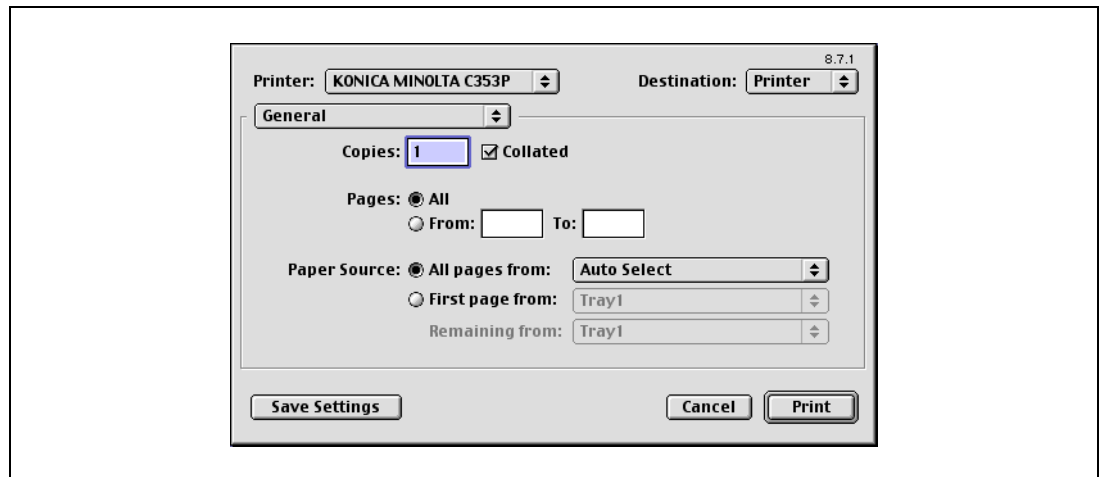 8.7.1
Printer: KONICA MINOLTA C353P Destination: Printer
General
Copies: 1 Collated
Pages: All
From: To:
Paper Source: All pages from: Auto Select
First page from: Tray1
Remaining from: Tray1
Save Settings Cancel Print